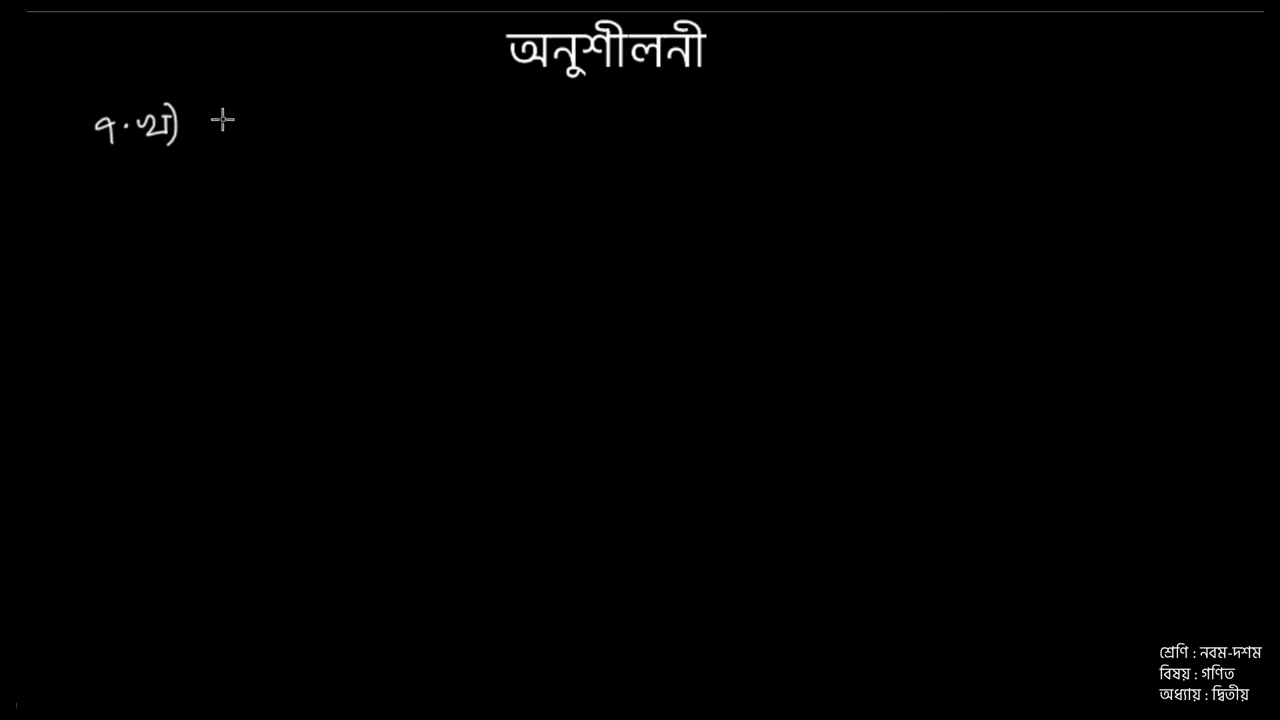 অনুশীলনী
৭.খ)
শ্রেণি : নবম-দশম
বিষয় : গণিত
অধ্যায় : দ্বিতীয়